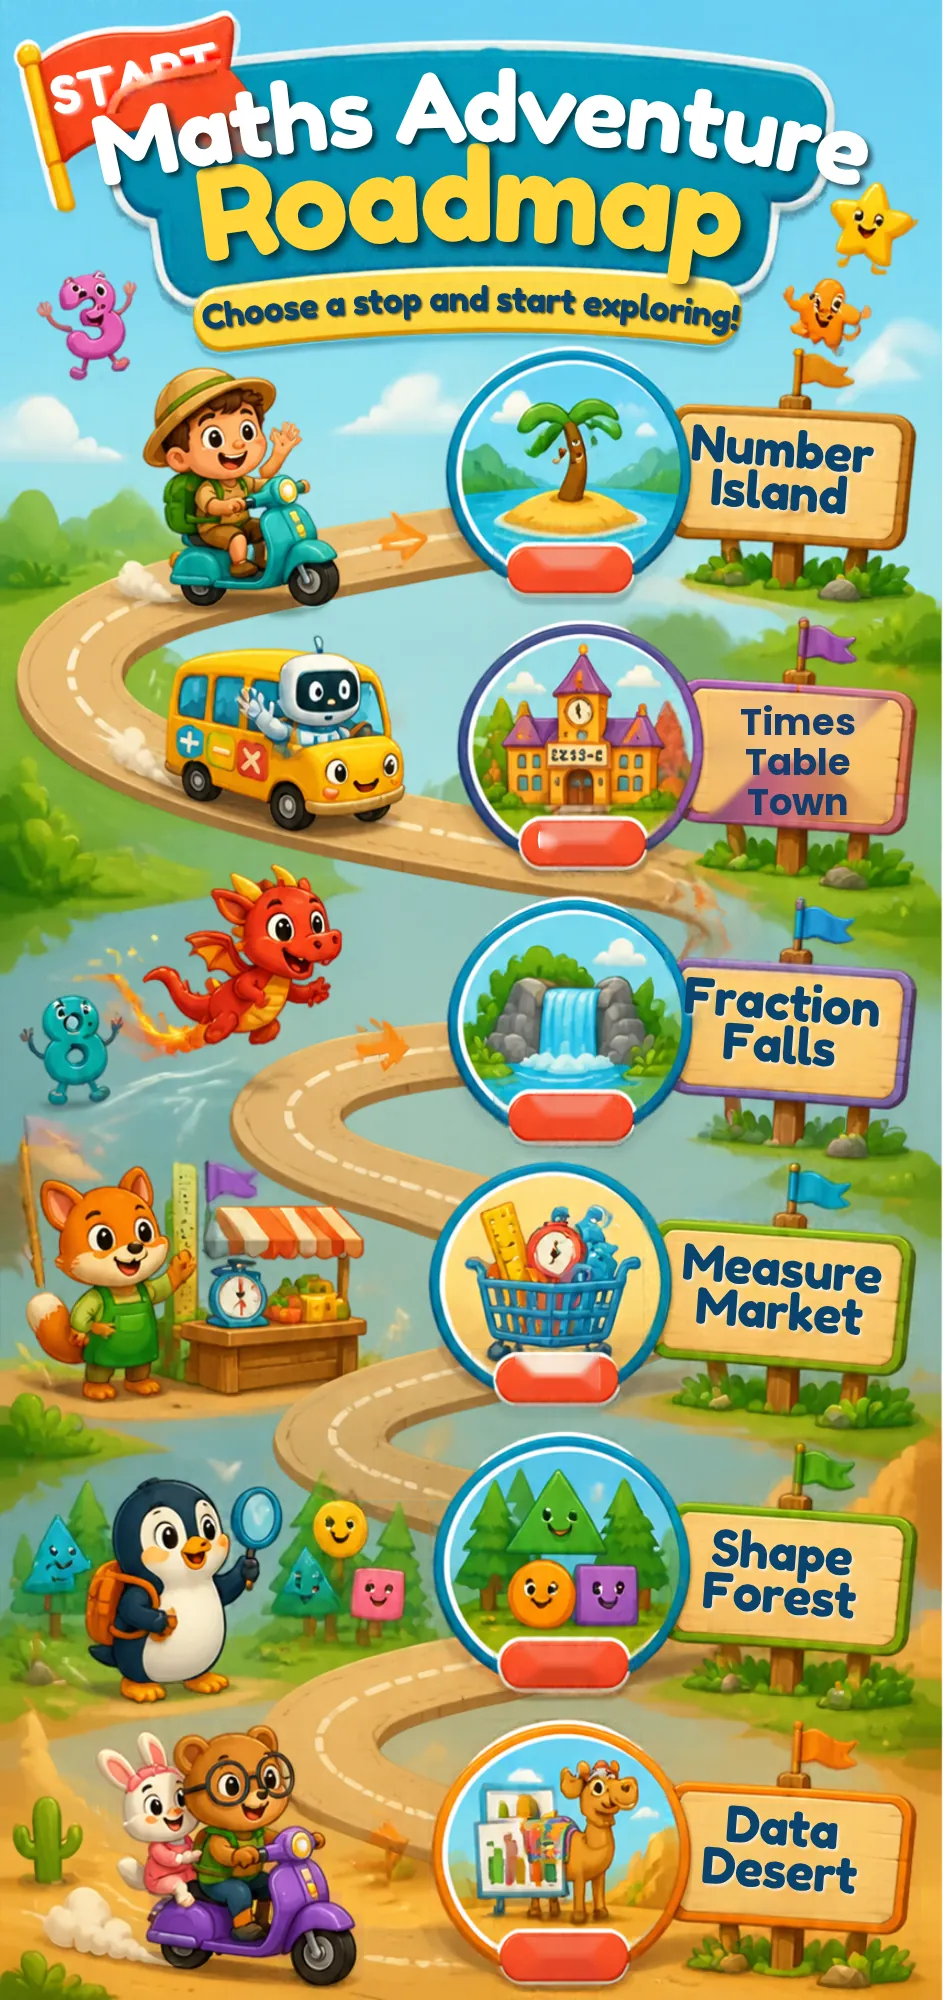 START
Maths Adventure
Roadmap
Choose a stop and start exploring!
Number
Island
Times
Table
Town
Fraction
Falls
Measure
Market
Shape
Forest
Data
Desert